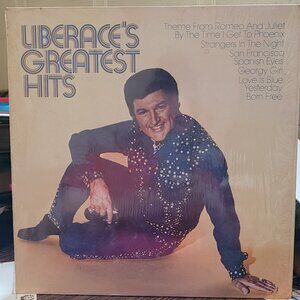 LIBERACE'S
GREATEST
HITS
Theme From Romeo And Juliet
By The Time I Get To Phoenix
Strangers In The Night
San Francisco
Spanish Eyes
Georgy Girl
Love Is Blue
Yesterday
Born Free